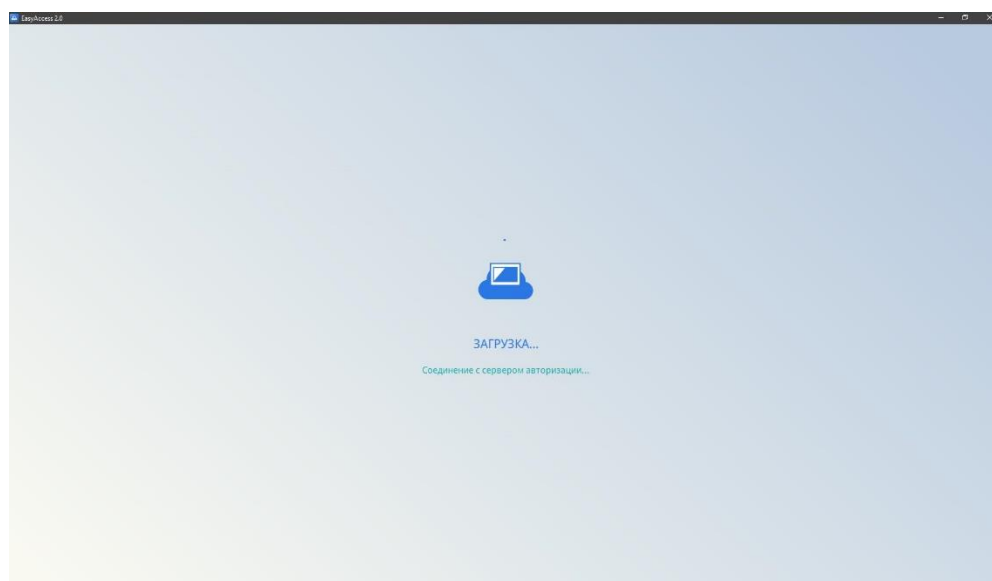 EasyAccess 2.0
ЗАГРУЗКА...
Соединение с сервером авторизации...